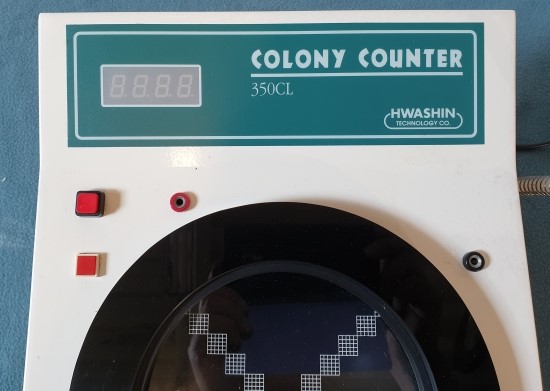 COLONY COUNTER
350CL
HWASHIN
TECHNOLOGY CO.